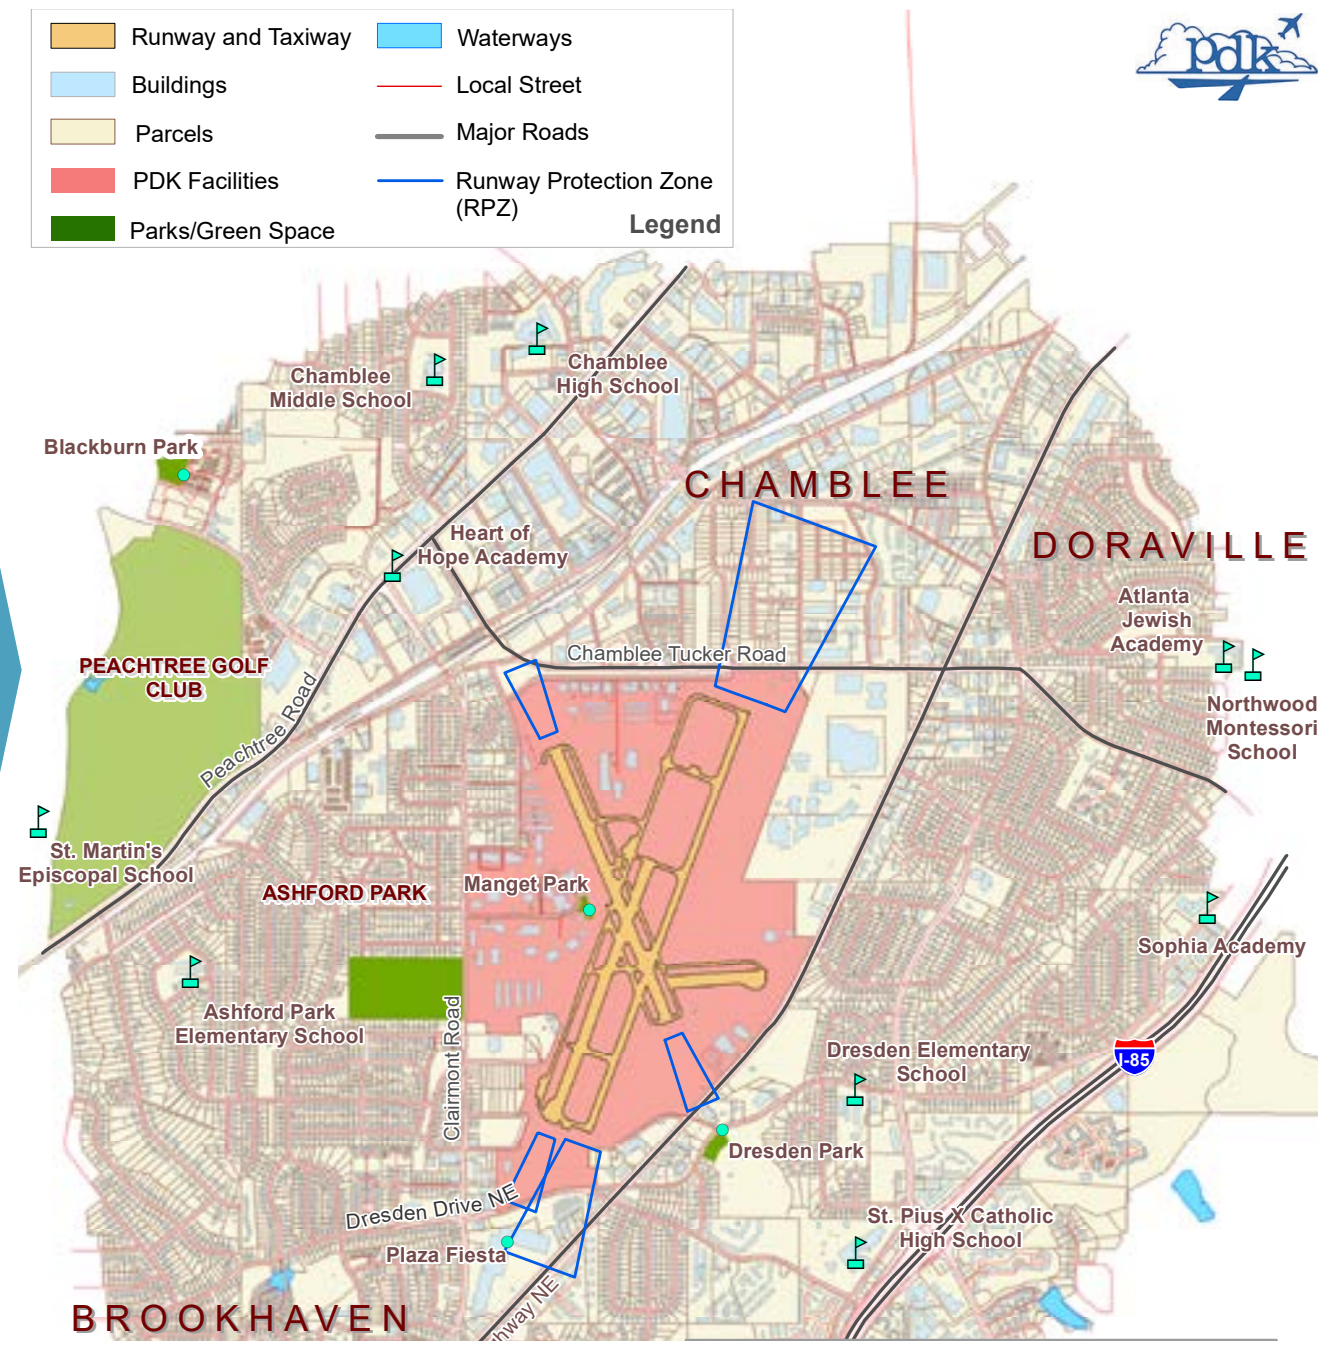 Runway and Taxiway
Waterways
Buildings
Local Street
Parcels
Major Roads
PDK Facilities
Runway Protection Zone
(RPZ)
Parks/Green Space
Legend
pdk
Chamblee
Middle School
Chamblee
High School
Blackburn Park
CHAMBLEE
Heart of
Hope Academy
DORAVILLE
Atlanta
Jewish
Academy
Chamblee Tucker Road
PEACHTREE GOLF
CLUB
Peachtree Road
Northwood
Montessori
School
St. Martin's
Episcopal School
ASHFORD PARK
Manget Park
Sophia Academy
Ashford Park
Elementary School
Clairmont Road
Dresden Elementary
School
I-85
Dresden Park
Dresden Drive NE
St. Pius X Catholic
High School
Plaza Fiesta
hway NE
BROOKHAVEN